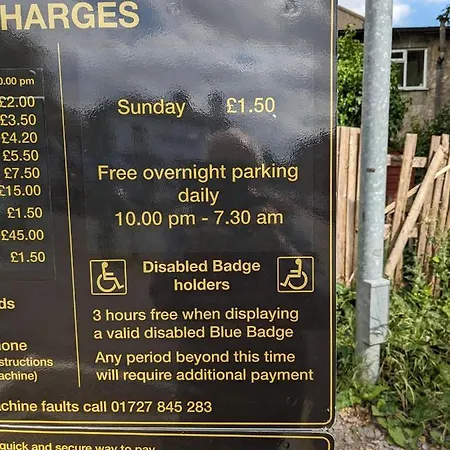 HARGES
0.00 pm
£2.00
£3.50
£4.20
£5.50
£7.50
£15.00
£1.50
£45.00
£1.50
ds
one
structions
achine)
Sunday £1.50
Free overnight parking
daily
10.00 pm - 7.30 am
Disabled Badge
holders
3 hours free when displaying
a valid disabled Blue Badge
Any period beyond this time
will require additional payment
achine faults call 01727 845 283
quick and secure way to pay